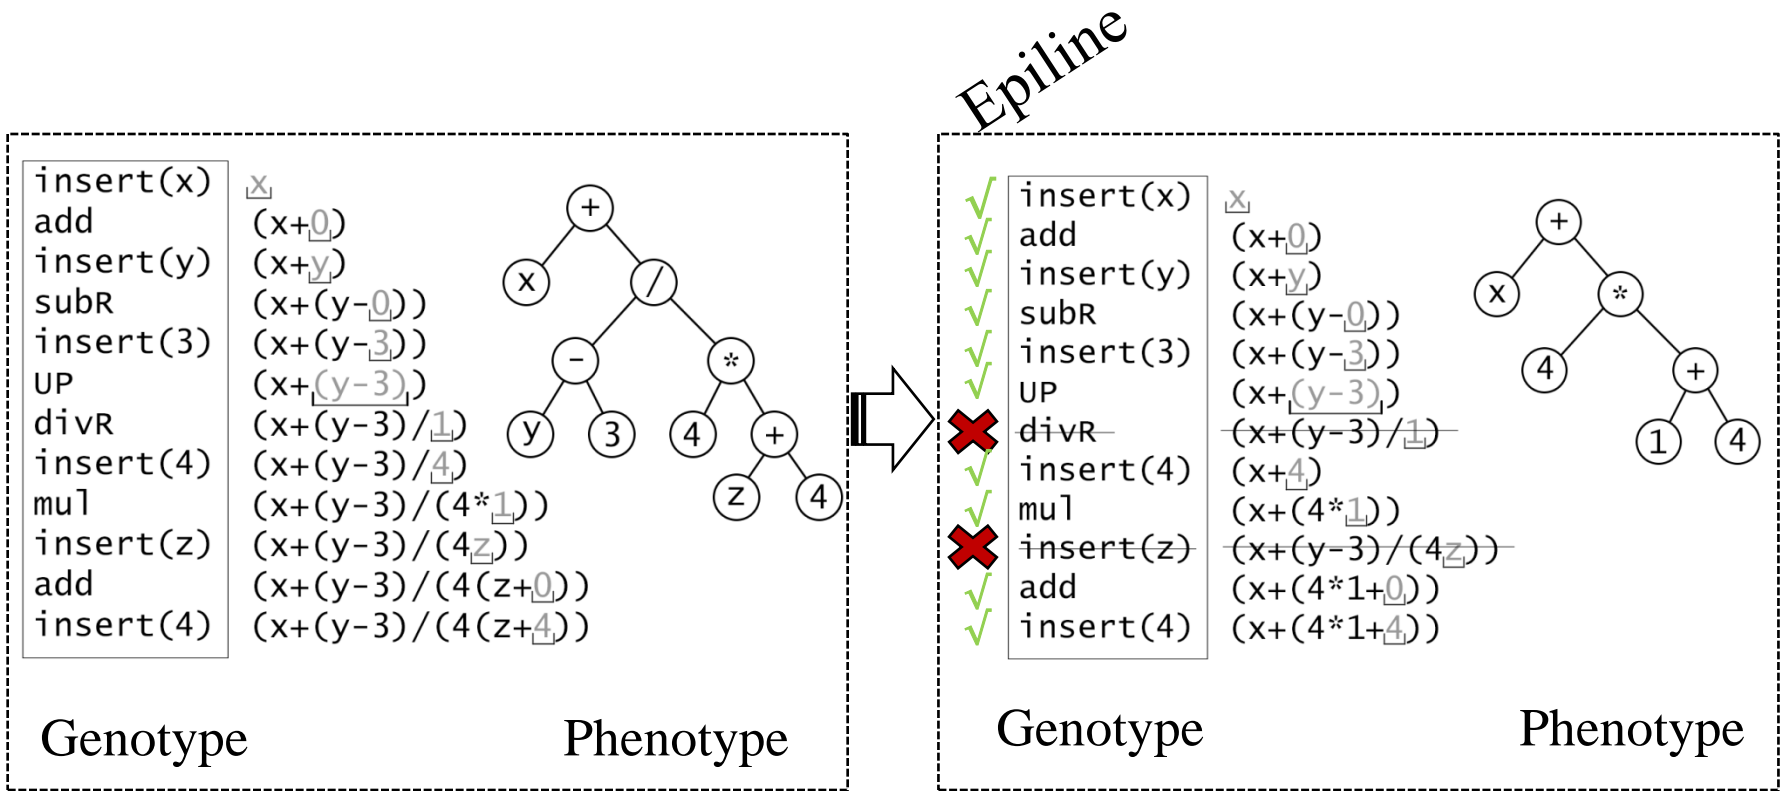 Epiline
insert(x) x
add (x+0)
insert(y) (x+y)
subR (x+(y-0))
insert(3) (x+(y-3))
UP (x+(y-3))
divR (x+(y-3)/1)
insert(4) (x+(y-3)/4)
mul (x+(y-3)/(4*1))
insert(z) (x+(y-3)/(4z))
add (x+(y-3)/(4(z+0))
insert(4) (x+(y-3)/(4(z+4))
+
x /
- *
y 3 4 +
z 4
Genotype Phenotype
√ insert(x) x
√ add (x+0)
√ insert(y) (x+y)
√ subR (x+(y-0))
√ insert(3) (x+(y-3))
√ UP (x+(y-3))
divR (x+(y-3)/1)
√ insert(4) (x+4)
√ mul (x+(4*1))
insert(z) (x+(y-3)/(4z))
√ add (x+(4*1+0))
√ insert(4) (x+(4*1+4))
+
x *
4 +
1 4
Genotype Phenotype